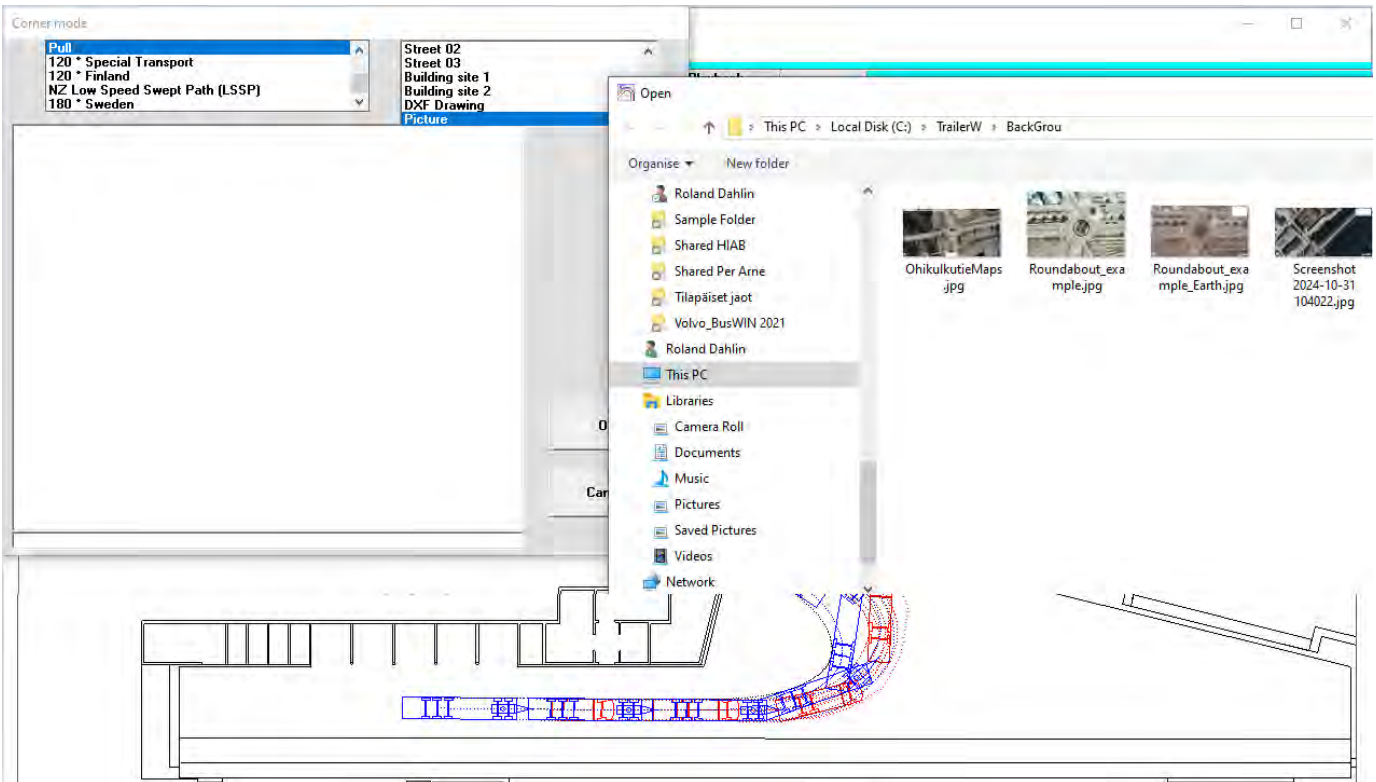 Corner mode
Pull
120 * Special Transport
120 * Finland
NZ Low Speed Swept Path (LSSP)
180 * Sweden
Street 02
Street 03
Building site 1
Building site 2
DXF Drawing
Picture
Open
This PC > Local Disk (C:) > TrailerW > BackGrou
Organise
New folder
Roland Dahlin
Sample Folder
Shared HIAB
Shared Per Arne
Tilapäiset jaot
Volvo_BusWIN 2021
Roland Dahlin
This PC
Libraries
Camera Roll
Documents
Music
Pictures
Saved Pictures
Videos
Network
OhikulkutieMaps
.jpg
Roundabout_exa
mple.jpg
Roundabout_exa
mple_Earth.jpg
Screenshot
2024-10-31
104022.jpg
O
Can